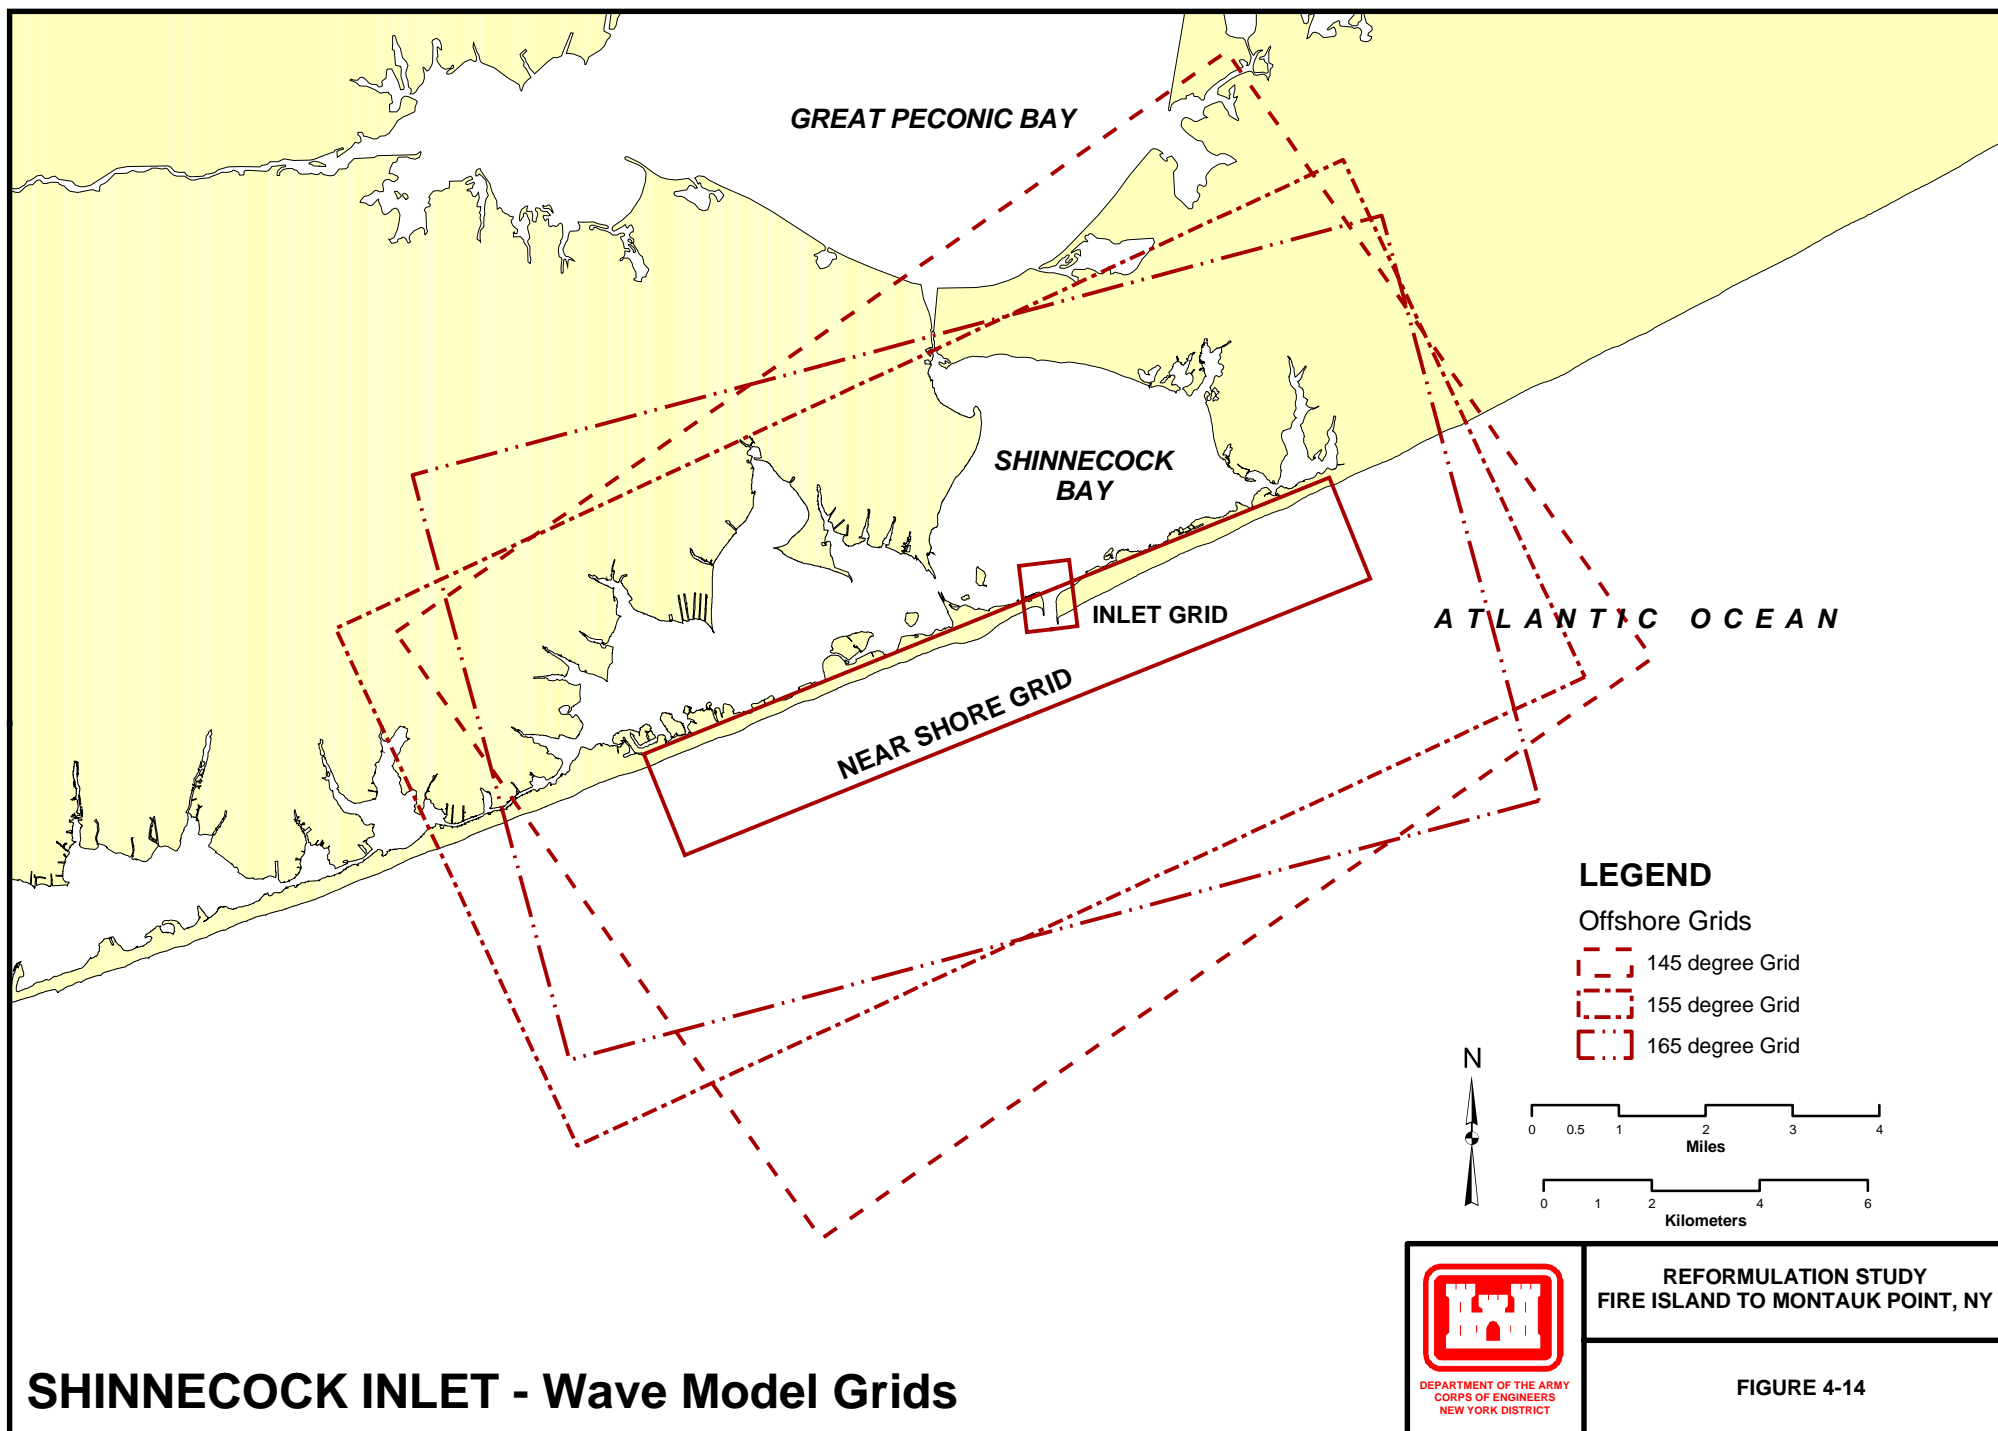 GREAT PECONIC BAY
SHINNECOCK
BAY
INLET GRID
ATLANTIC OCEAN
NEAR SHORE GRID
LEGEND
Offshore Grids
145 degree Grid
155 degree Grid
165 degree Grid
N
0 0.5 1 2 3 4
Miles
0 1 2 4 6
Kilometers
REFORMULATION STUDY
FIRE ISLAND TO MONTAUK POINT, NY
DEPARTMENT OF THE ARMY
CORPS OF ENGINEERS
NEW YORK DISTRICT
FIGURE 4-14
SHINNECOCK INLET - Wave Model Grids